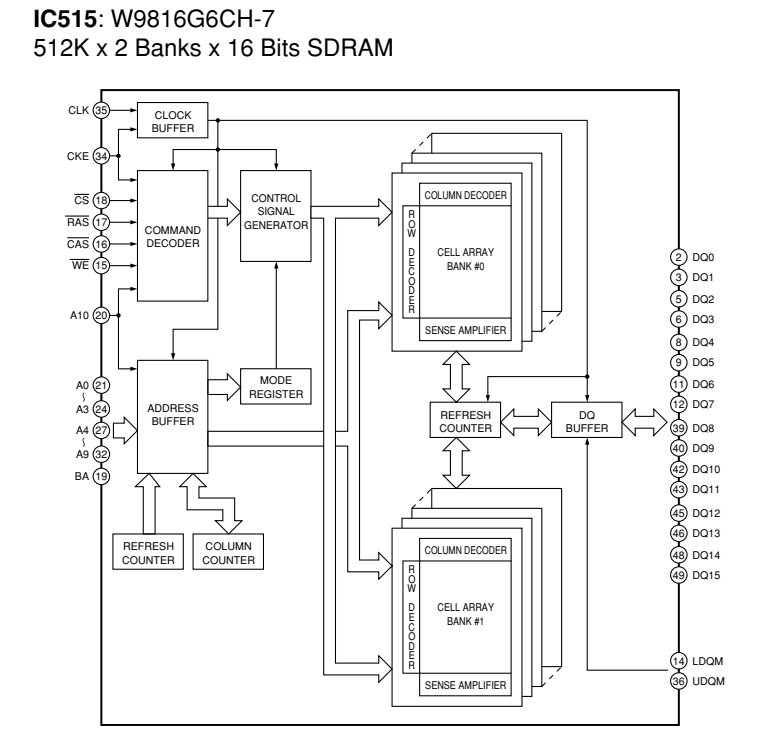 IC515: W9816G6CH-7
512K x 2 Banks x 16 Bits SDRAM
CLK 35
CLOCK
BUFFER
CKE 34
CS 18
RAS 17
CAS 16
WE 15
A10 20
COMMAND
DECODER
CONTROL
SIGNAL
GENERATOR
COLUMN DECODER
ROW DECODER
CELL ARRAY
BANK #0
SENSE AMPLIFIER
A0 21
A3 24
A4 27
A9 32
BA 19
ADDRESS
BUFFER
MODE
REGISTER
REFRESH
COUNTER
DQ
BUFFER
REFRESH
COUNTER
COLUMN
COUNTER
COLUMN DECODER
ROW DECODER
CELL ARRAY
BANK #1
SENSE AMPLIFIER
2 DQ0
3 DQ1
5 DQ2
6 DQ3
8 DQ4
9 DQ5
11 DQ6
12 DQ7
39 DQ8
40 DQ9
42 DQ10
43 DQ11
45 DQ12
46 DQ13
48 DQ14
49 DQ15
14 LDQM
36 UDQM